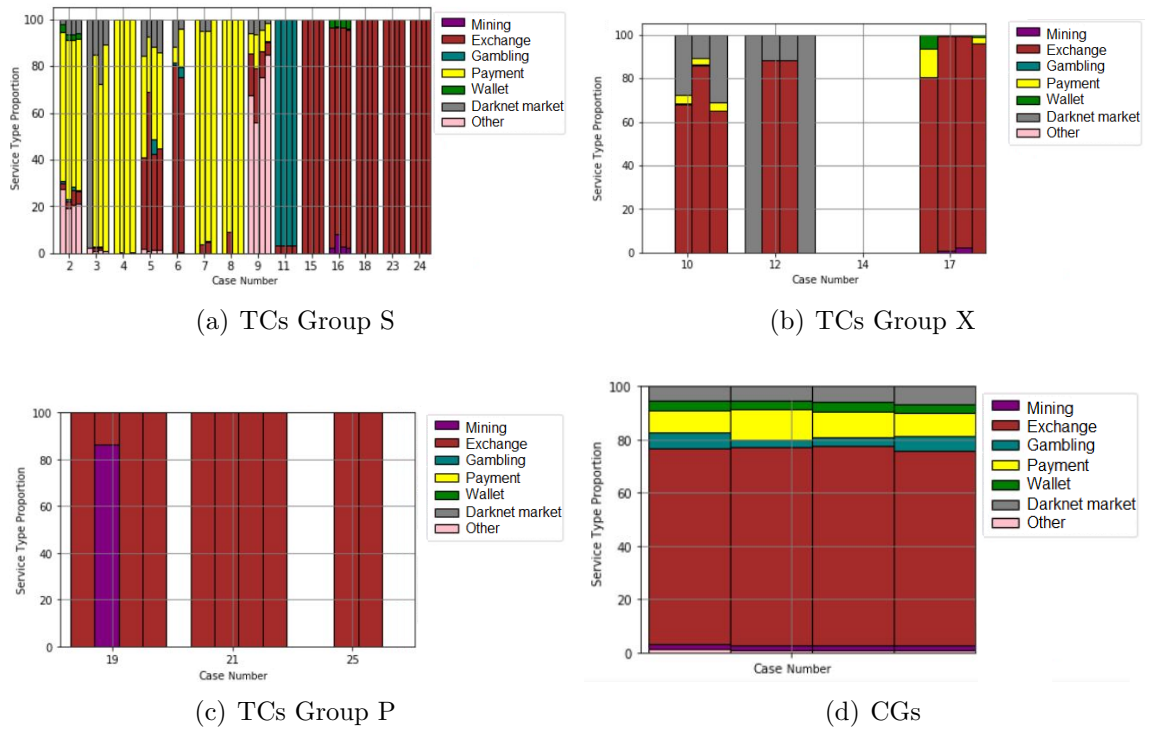 100
80
60
40
20
0
Service Type Proportion
2 3 4 5 6 7 8 9 11 15 16 18 23 24
Case Number
Mining
Exchange
Gambling
Payment
Wallet
Darknet market
Other
(a) TCs Group S
100
80
60
40
20
0
Service Type Proportion
10 12 14 17
Case Number
Mining
Exchange
Gambling
Payment
Wallet
Darknet market
Other
(b) TCs Group X
100
80
60
40
20
0
Service Type Proportion
19 21 25
Case Number
Mining
Exchange
Gambling
Payment
Wallet
Darknet market
Other
(c) TCs Group P
100
80
60
40
20
0
Service Type Proportion
Case Number
Mining
Exchange
Gambling
Payment
Wallet
Darknet market
Other
(d) CGs